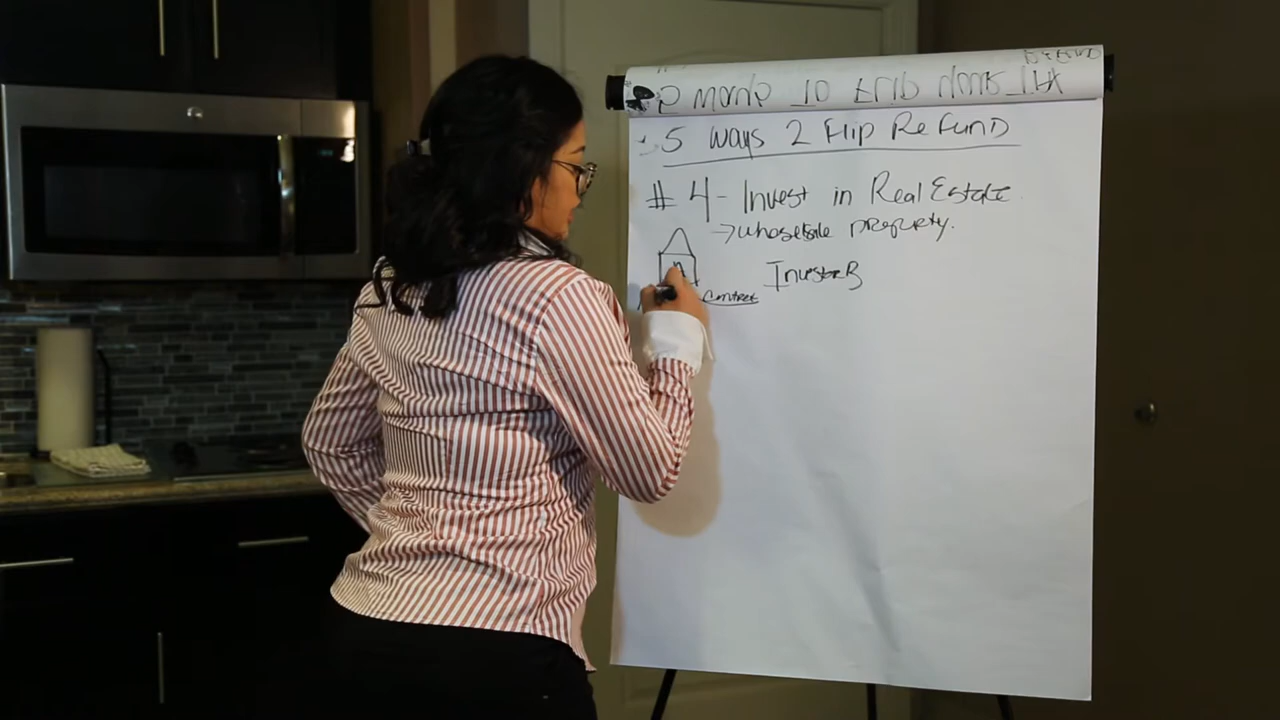 5 Ways 2 Flip Refund
#4 - Invest in Real Estate
→ wholesale property.
Investor B
Contract